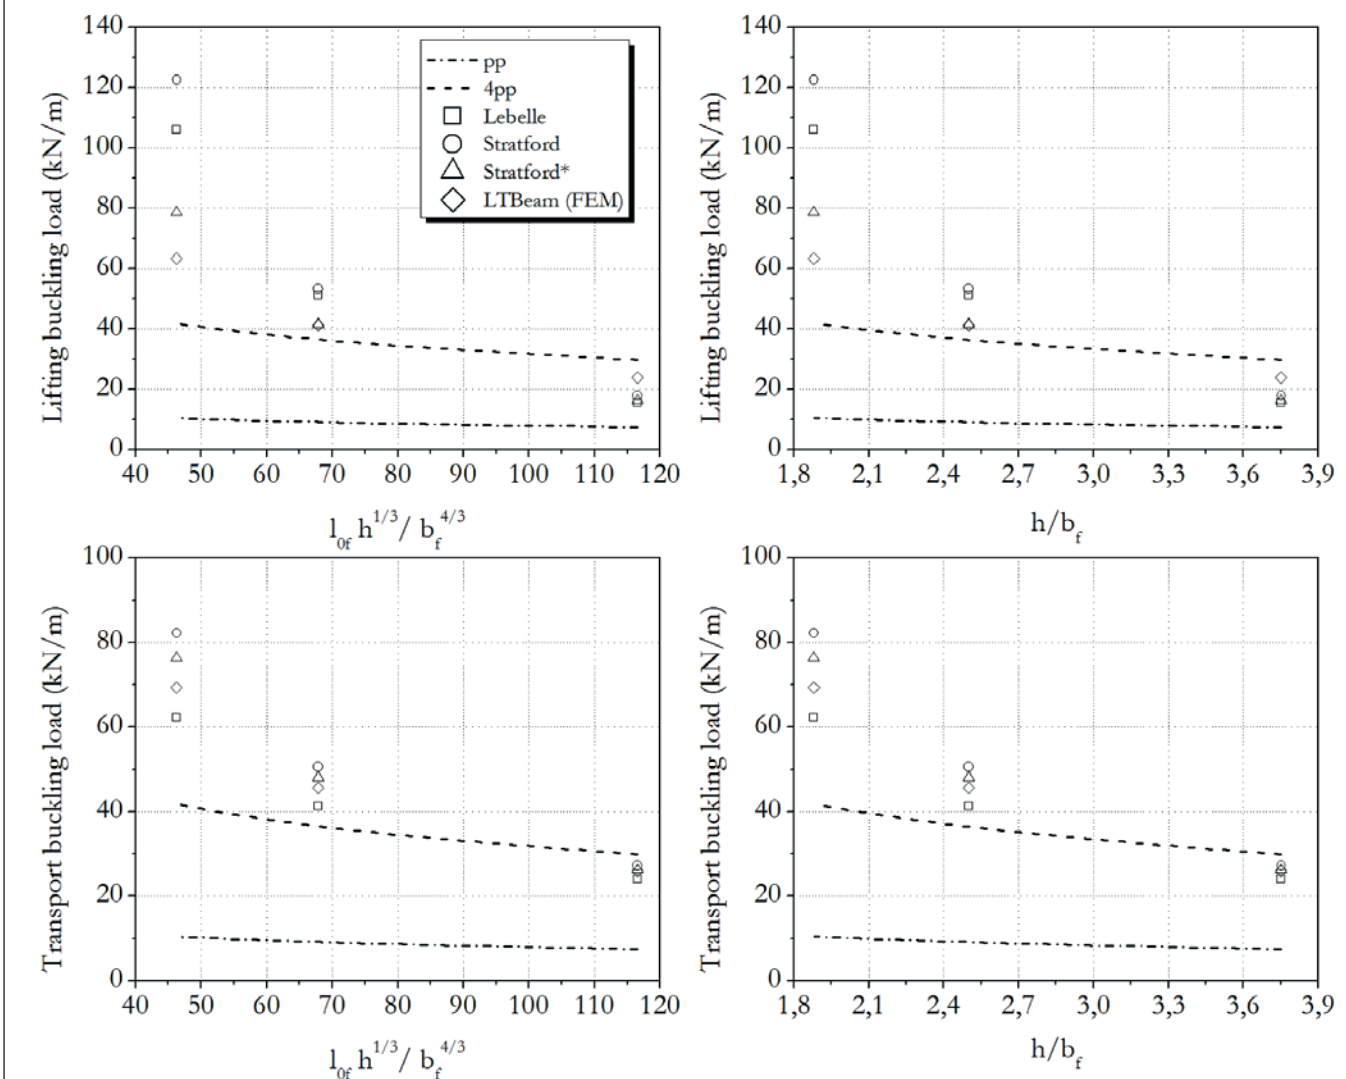 Lifting buckling load (kN/m)
140
120
100
80
60
40
20
0
pp
4pp
Lebelle
Stratford
Stratford*
LTBeam (FEM)
40 50 60 70 80 90 100 110 120
l0f h1/3/ bf4/3
Lifting buckling load (kN/m)
140
120
100
80
60
40
20
0
1,8 2,1 2,4 2,7 3,0 3,3 3,6 3,9
h/bf
Transport buckling load (kN/m)
100
80
60
40
20
0
40 50 60 70 80 90 100 110 120
l0f h1/3/ bf4/3
Transport buckling load (kN/m)
100
80
60
40
20
0
1,8 2,1 2,4 2,7 3,0 3,3 3,6 3,9
h/bf